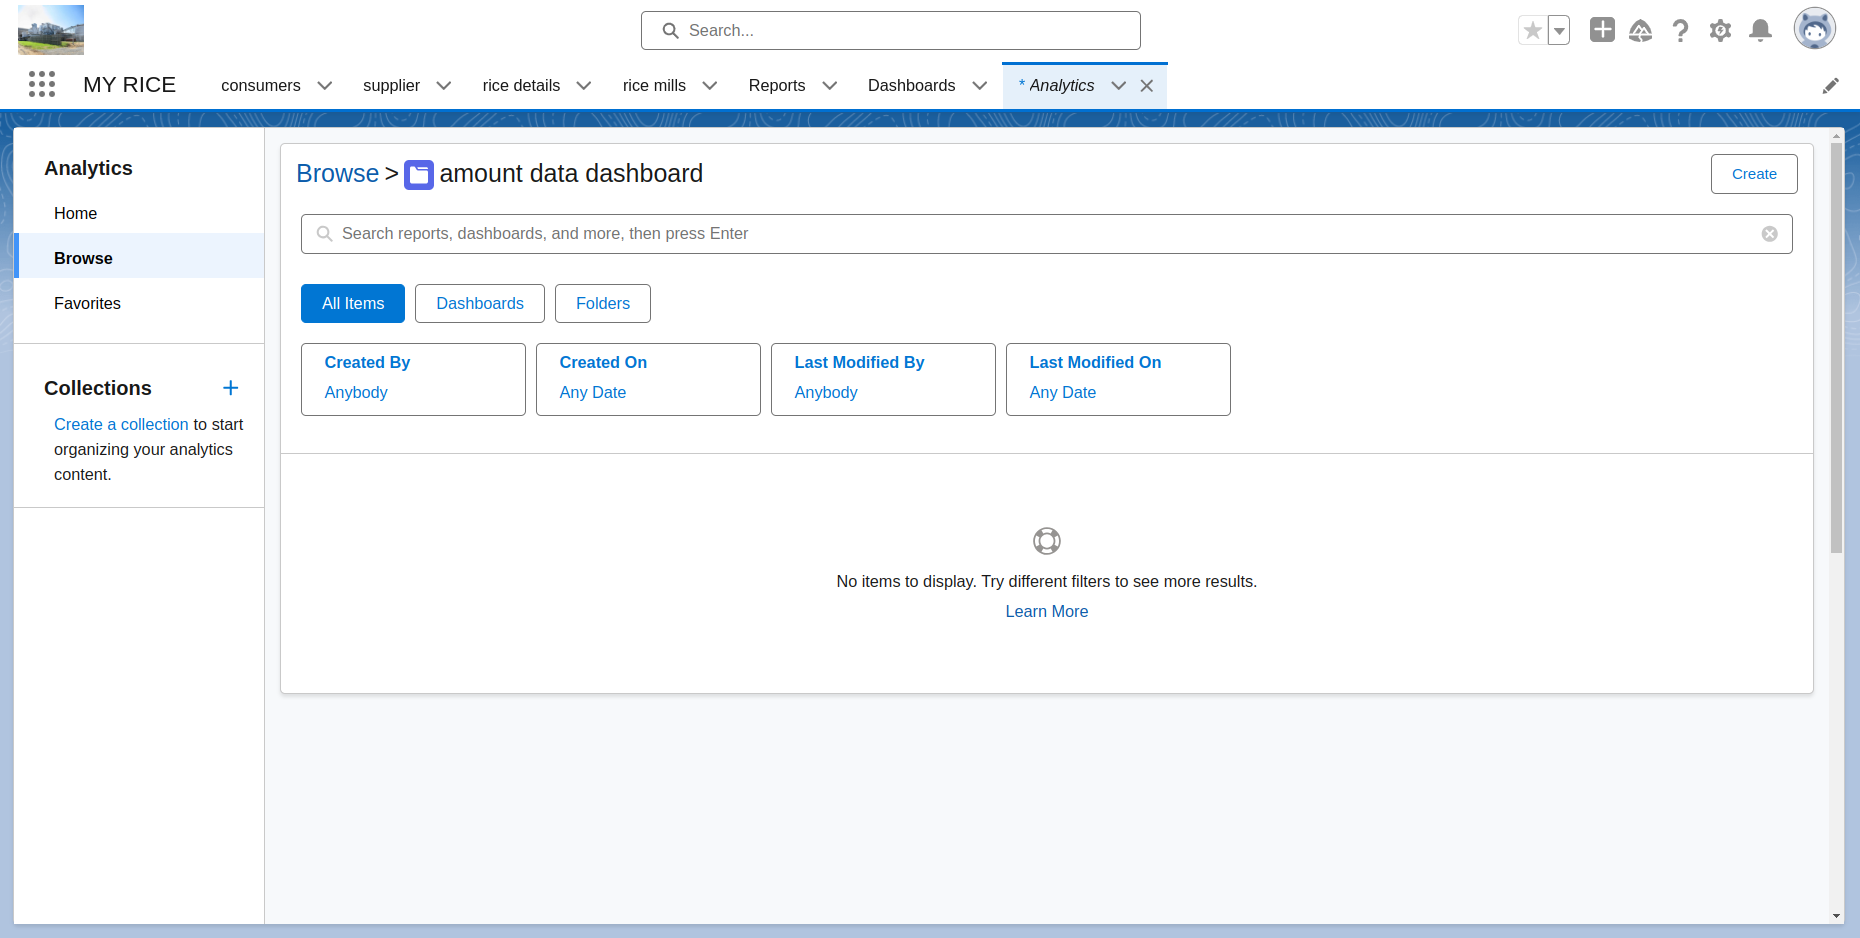 Search...
MY RICE
consumers
supplier
rice details
rice mills
Reports
Dashboards
* Analytics
Analytics
Home
Browse
Favorites
Collections
Create a collection to start
organizing your analytics
content.
Browse > amount data dashboard
Create
Search reports, dashboards, and more, then press Enter
All Items
Dashboards
Folders
Created By
Anybody
Created On
Any Date
Last Modified By
Anybody
Last Modified On
Any Date
No items to display. Try different filters to see more results.
Learn More